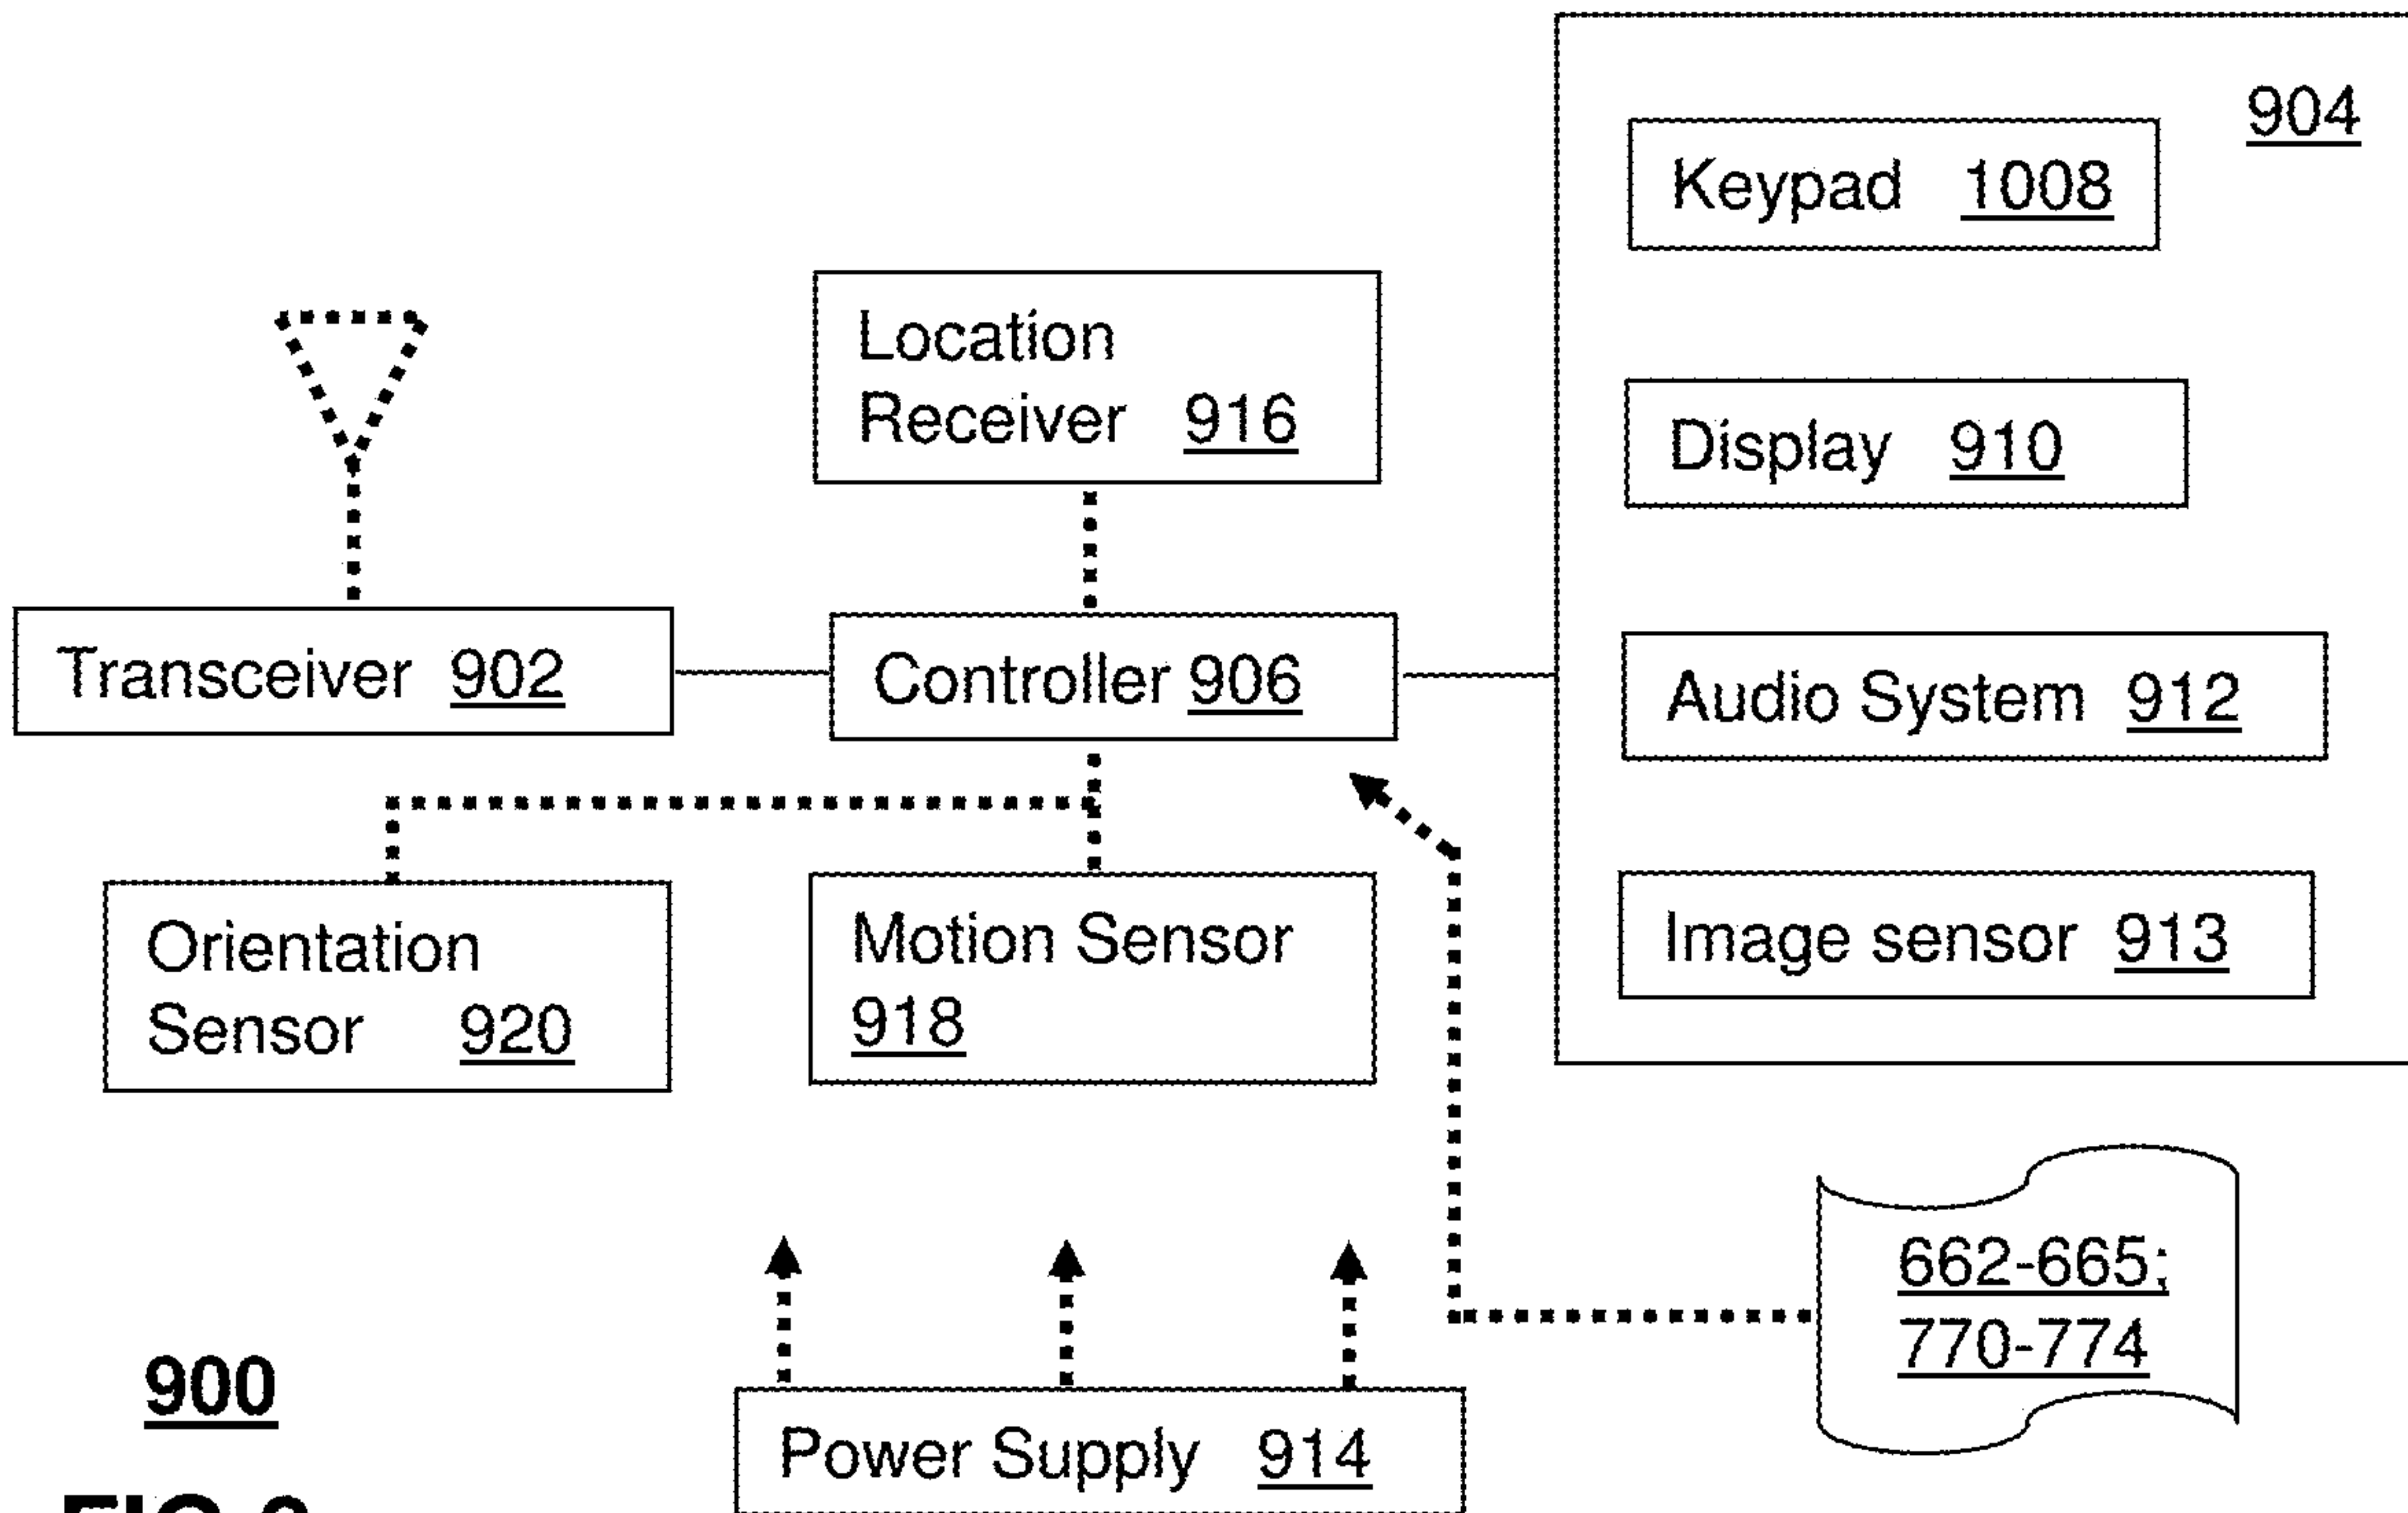 904
Keypad 1008
Location
Receiver 916
Display 910
Transceiver 902
Controller 906
Audio System 912
Orientation
Sensor 920
Motion Sensor
918
Image sensor 913
662-665;
770-774
900
Power Supply 914